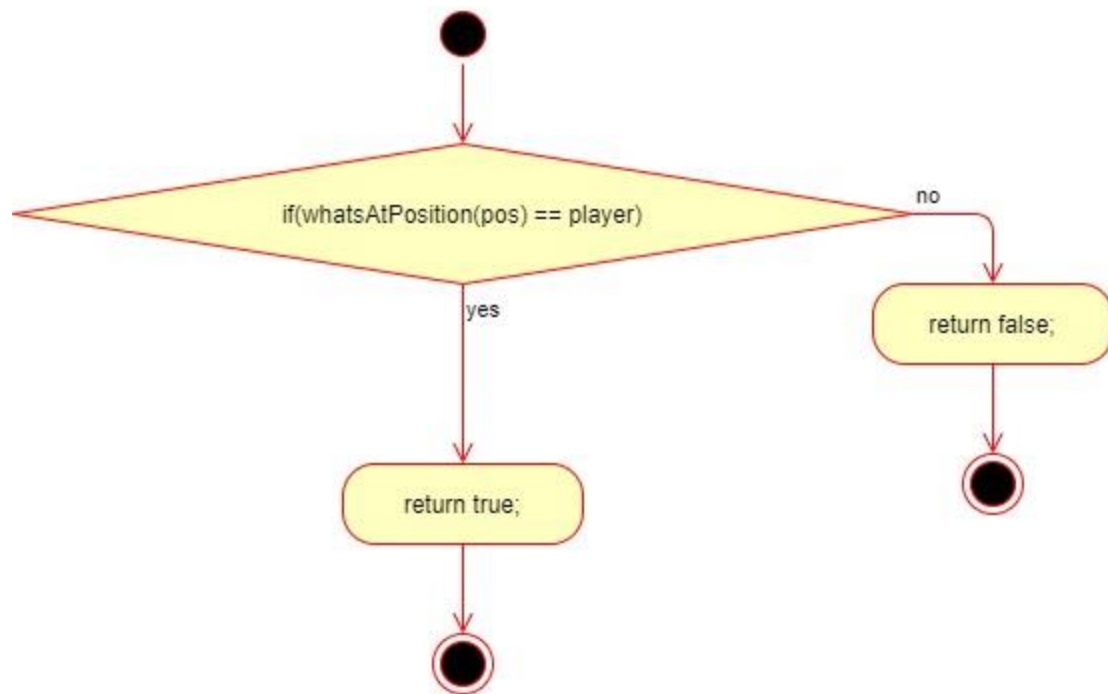 if(whatsAtPosition(pos) == player)
no
yes
return false;
return true;